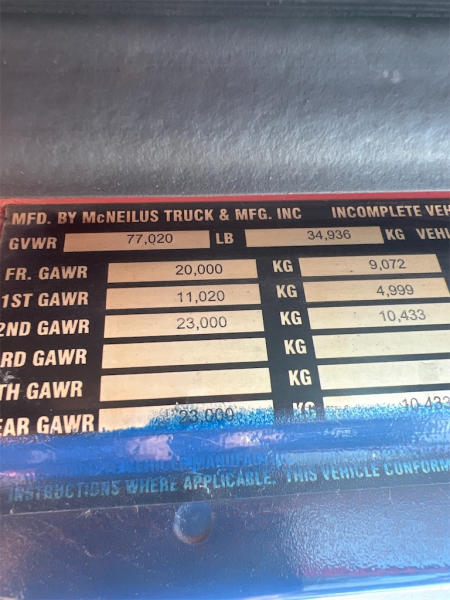 MFD. BY McNEILUS TRUCK & MFG. INC INCOMPLETE VEH
GVWR 77,020 LB 34,936 KG VEHI
FR. GAWR 20,000 KG 9,072
1ST GAWR 11,020 KG 4,999
2ND GAWR 23,000 KG 10,433
RD GAWR KG
TH GAWR KG
EAR GAWR 23,000 KG 10,433
INSTRUCTIONS WHERE APPLICABLE. THIS VEHICLE CONFORM